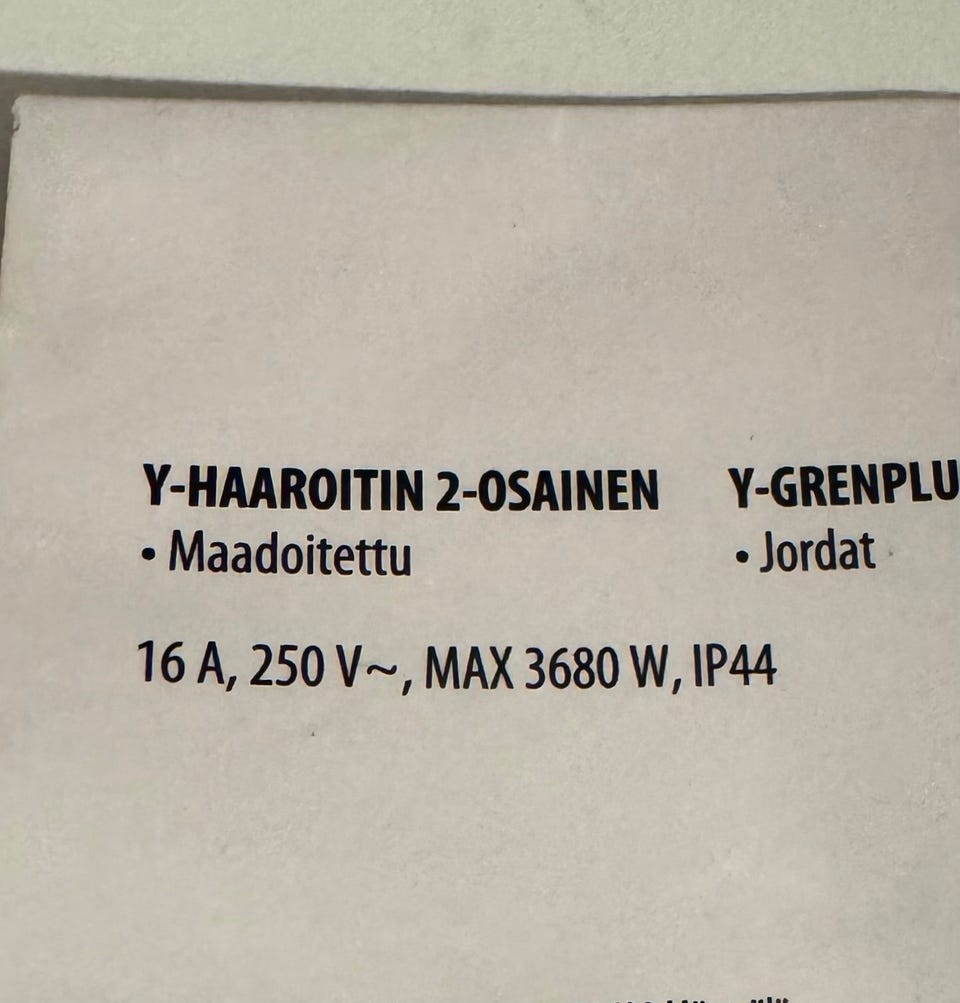 Y-HAAROITIN 2-OSAINEN
• Maadoitettu
Y-GRENPLU
• Jordat
16 A, 250 V~, MAX 3680 W, IP44